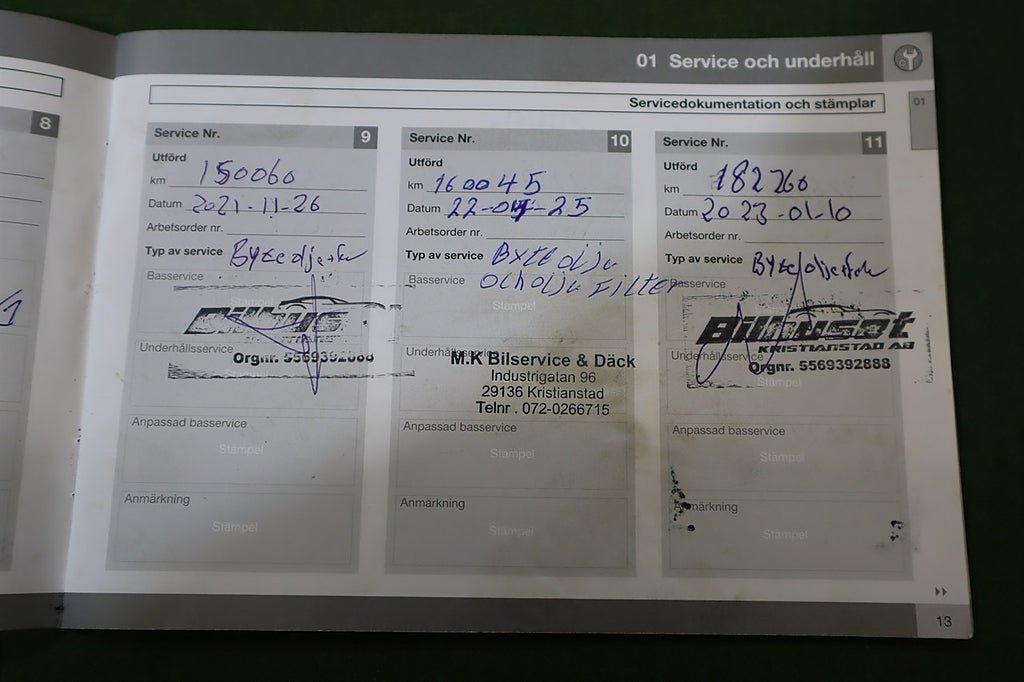 01 Service och underhåll
Servicedokumentation och stämplar
01
8
Service Nr. 9
Utförd
km 150060
Datum 2021-11-26
Arbetsorder nr.
Typ av service
Basservice
Stämpel
Underhållsservice
Orgnr. 5569392888
Anpassad basservice
Stämpel
Anmärkning
Stämpel
Service Nr. 10
Utförd
km 160045
Datum 22-04-25
Arbetsorder nr.
Typ av service Byte olja
och olja Filter
Basservice
Stämpel
Underhållsservice
M.K Bilservice & Däck
Industrigatan 96
29136 Kristianstad
Telnr . 072-0266715
Anpassad basservice
Stämpel
Anmärkning
Stämpel
Service Nr. 11
Utförd
km 182260
Datum 2023-01-10
Arbetsorder nr.
Typ av service
Basservice
Bilhuset
KRISTIANSTAD AB
Underhållsservice
Orgnr. 5569392888
Stämpel
Anpassad basservice
Stämpel
Anmärkning
Stämpel
13